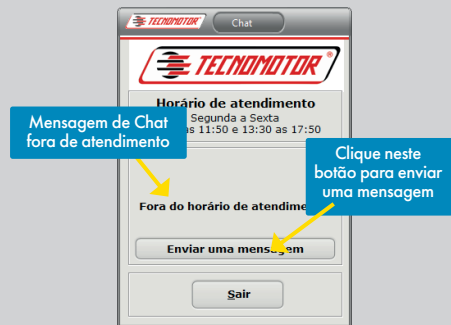 TECNOMOTOR Chat
TECNOMOTOR®
Horário de atendimento
Segunda a Sexta
as 11:50 e 13:30 as 17:50
Mensagem de Chat
fora de atendimento
Clique neste
botão para enviar
uma mensagem
Fora do horário de
Enviar uma mensagem
Sair